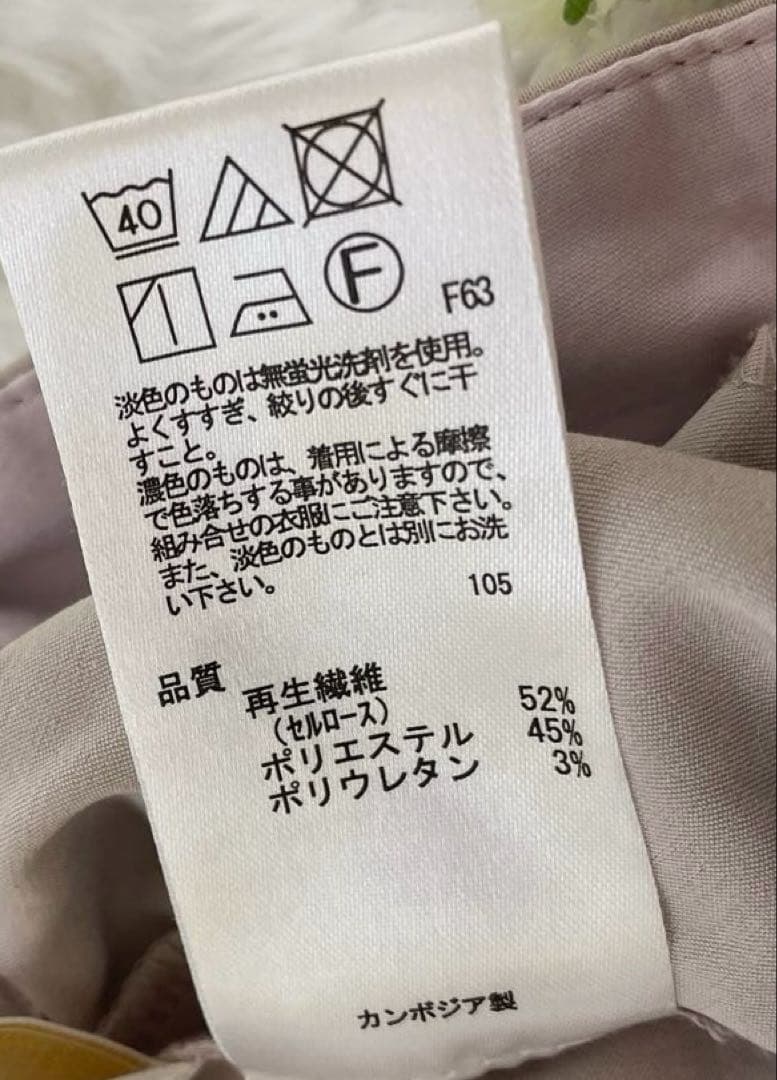 40
F
F63
淡色のものは無蛍光洗剤を使用。
よくすすぎ、絞りの後すぐに干
すこと。
濃色のものは、着用による摩擦
で色落ちする事がありますので、
組み合せの衣服にご注意下さい。
また、淡色のものとは別にお洗
い下さい。
105
品質
再生繊維
(セルロース) 52%
ポリエステル 45%
ポリウレタン 3%
カンボジア製